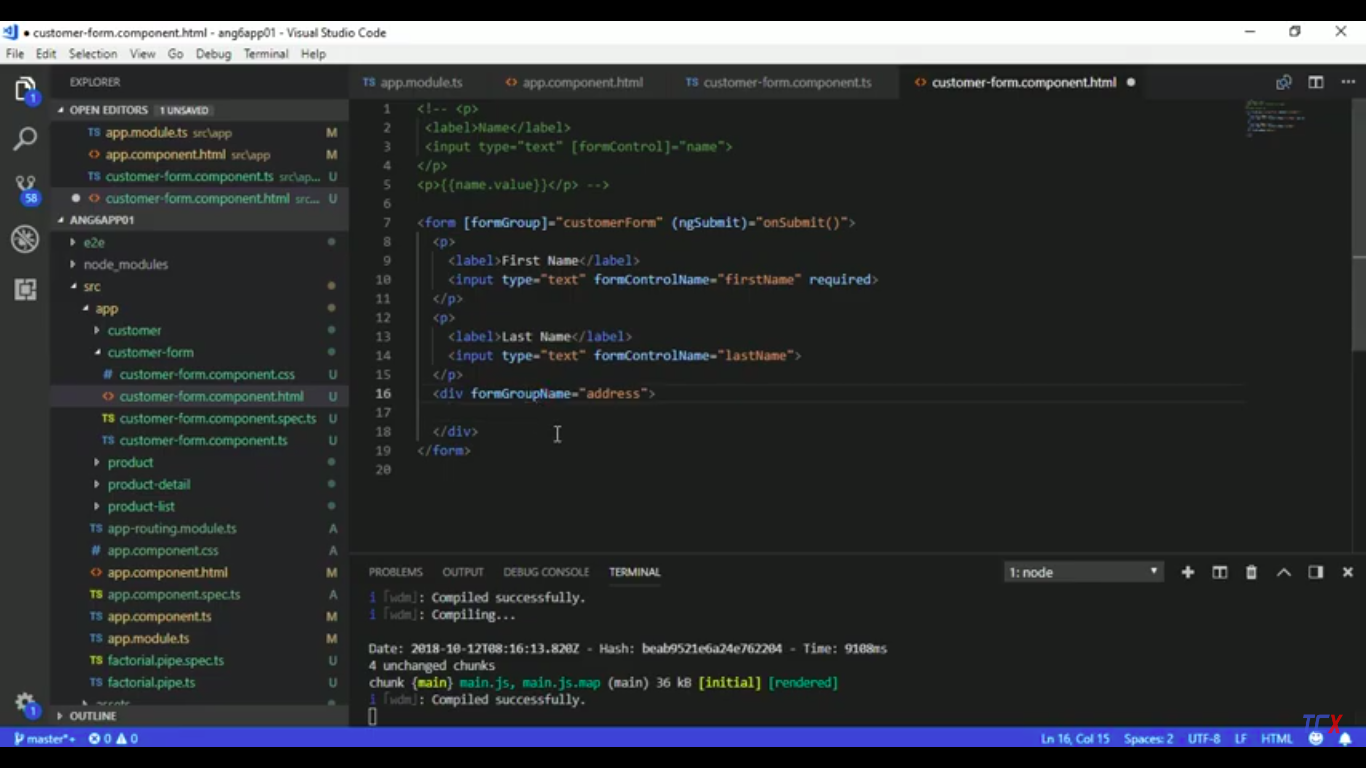 customer-form.component.html - ang6app01 - Visual Studio Code
File Edit Selection View Go Debug Terminal Help
EXPLORER
OPEN EDITORS 1 UNSAVED
TS app.module.ts src\app M
<> app.component.html src\app M
TS customer-form.component.ts src\ap... U
<> customer-form.component.html src... U
ANG6APP01
e2e
node_modules
src
app
customer
customer-form
# customer-form.component.css U
<> customer-form.component.html U
TS customer-form.component.spec.ts U
TS customer-form.component.ts U
product
product-detail
product-list
TS app-routing.module.ts A
# app.component.css A
<> app.component.html M
TS app.component.spec.ts A
TS app.component.ts M
TS app.module.ts M
TS factorial.pipe.spec.ts U
TS factorial.pipe.ts U
assets
OUTLINE
1
58
1
TS app.module.ts <> app.component.html TS customer-form.component.ts <> customer-form.component.html
1 <!-- <p>
2 <label>Name</label>
3 <input type="text" [formControl]="name">
4 </p>
5 <p>{{name.value}}</p> -->
6
7 <form [formGroup]="customerForm" (ngSubmit)="onSubmit()">
8 <p>
9 <label>First Name</label>
10 <input type="text" formControlName="firstName" required>
11 </p>
12 <p>
13 <label>Last Name</label>
14 <input type="text" formControlName="lastName">
15 </p>
16 <div formGroupName="address">
17
18 </div>
19 </form>
20
PROBLEMS OUTPUT DEBUG CONSOLE TERMINAL 1: node
i ｢wdm｣: Compiled successfully.
i ｢wdm｣: Compiling...
Date: 2018-10-12T08:16:13.820Z - Hash: beab9521e6a24e762204 - Time: 9108ms
4 unchanged chunks
chunk {main} main.js, main.js.map (main) 36 kB [initial] [rendered]
i ｢wdm｣: Compiled successfully.
TCX
master*+ 0 0 Ln 16, Col 15 Spaces: 2 UTF-8 LF HTML